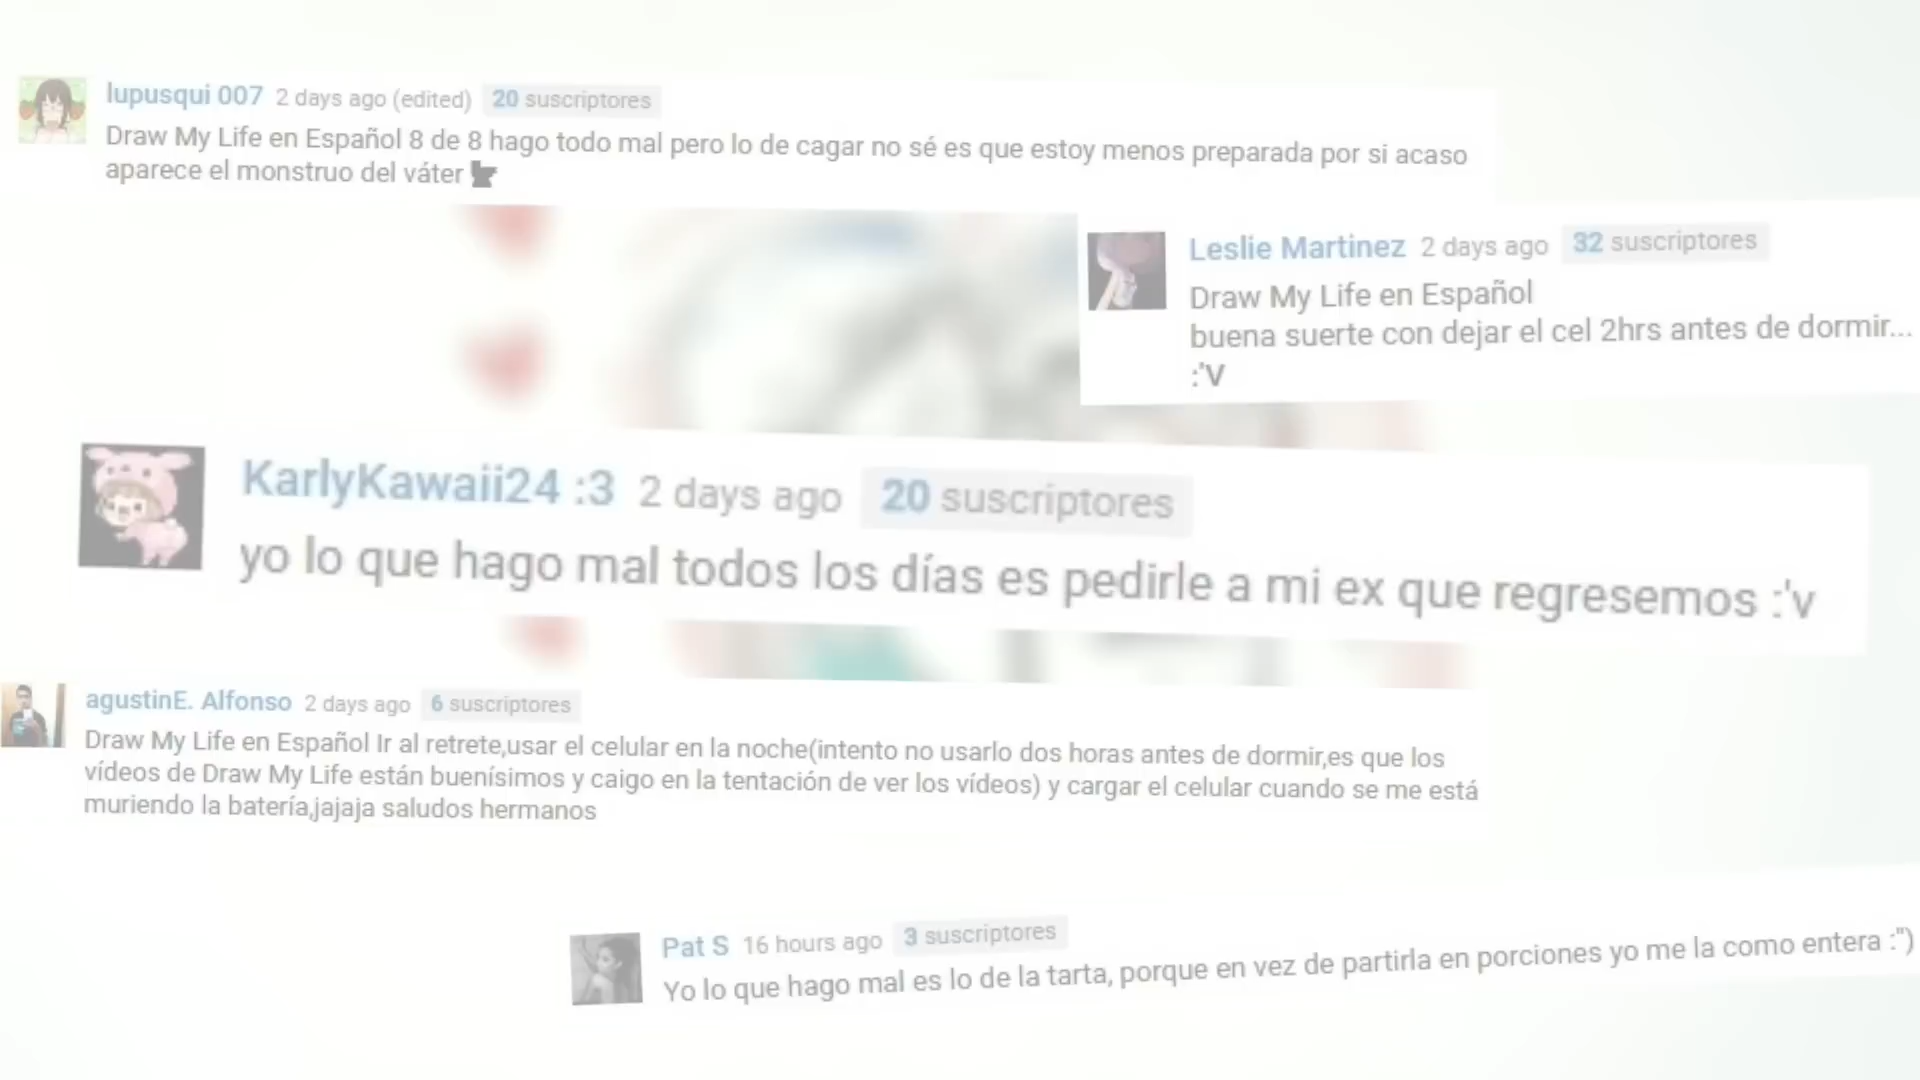 lupusqui 007 2 days ago (edited) 20 suscriptores
Draw My Life en Español 8 de 8 hago todo mal pero lo de cagar no sé es que estoy menos preparada por si acaso
aparece el monstruo del váter
Leslie Martinez 2 days ago 32 suscriptores
Draw My Life en Español
buena suerte con dejar el cel 2hrs antes de dormir...
:'V
KarlyKawaii24 :3 2 days ago 20 suscriptores
yo lo que hago mal todos los días es pedirle a mi ex que regresemos :'v
agustinE. Alfonso 2 days ago 6 suscriptores
Draw My Life en Español Ir al retrete,usar el celular en la noche(intento no usarlo dos horas antes de dormir,es que los
vídeos de Draw My Life están buenísimos y caigo en la tentación de ver los vídeos) y cargar el celular cuando se me está
muriendo la batería,jajaja saludos hermanos
Pat S 16 hours ago 3 suscriptores
Yo lo que hago mal es lo de la tarta, porque en vez de partirla en porciones yo me la como entera :")